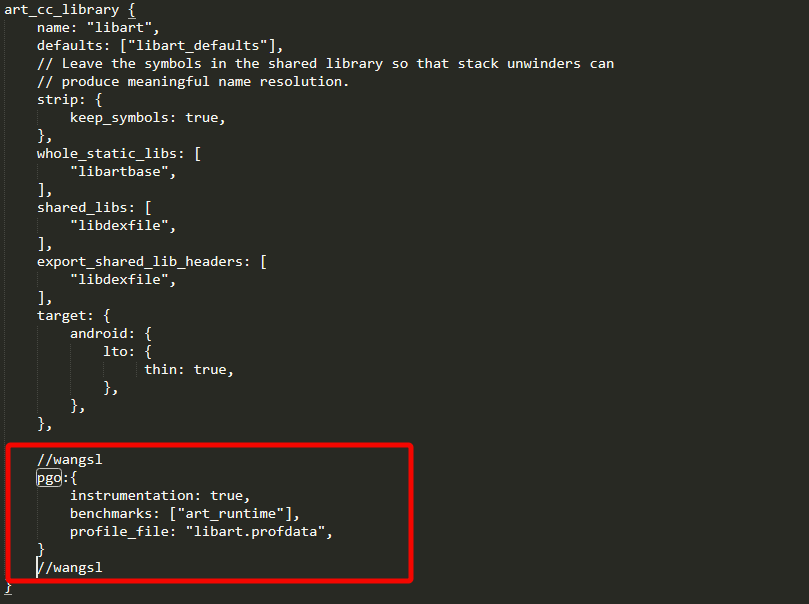 art_cc_library {
    name: "libart",
    defaults: ["libart_defaults"],
    // Leave the symbols in the shared library so that stack unwinders can
    // produce meaningful name resolution.
    strip: {
        keep_symbols: true,
    },
    whole_static_libs: [
        "libartbase",
    ],
    shared_libs: [
        "libdexfile",
    ],
    export_shared_lib_headers: [
        "libdexfile",
    ],
    target: {
        android: {
            lto: {
                 thin: true,
            },
        },
    },
    //wangsl
    pgo:{
        instrumentation: true,
        benchmarks: ["art_runtime"],
        profile_file: "libart.profdata",
    }
    //wangsl
}